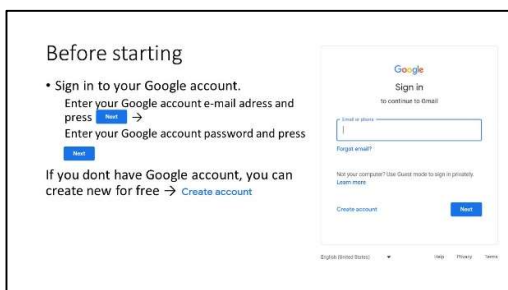 Before starting
• Sign in to your Google account.
Enter your Google account e-mail adress and
press Next →
Enter your Google account password and press
Next
If you dont have Google account, you can
create new for free → Create account
Google
Sign in
to continue to Gmail
Email or phone
Forgot email?
Not your computer? Use Guest mode to sign in privately.
Learn more
Create account Next
English (United States) Help Privacy Terms